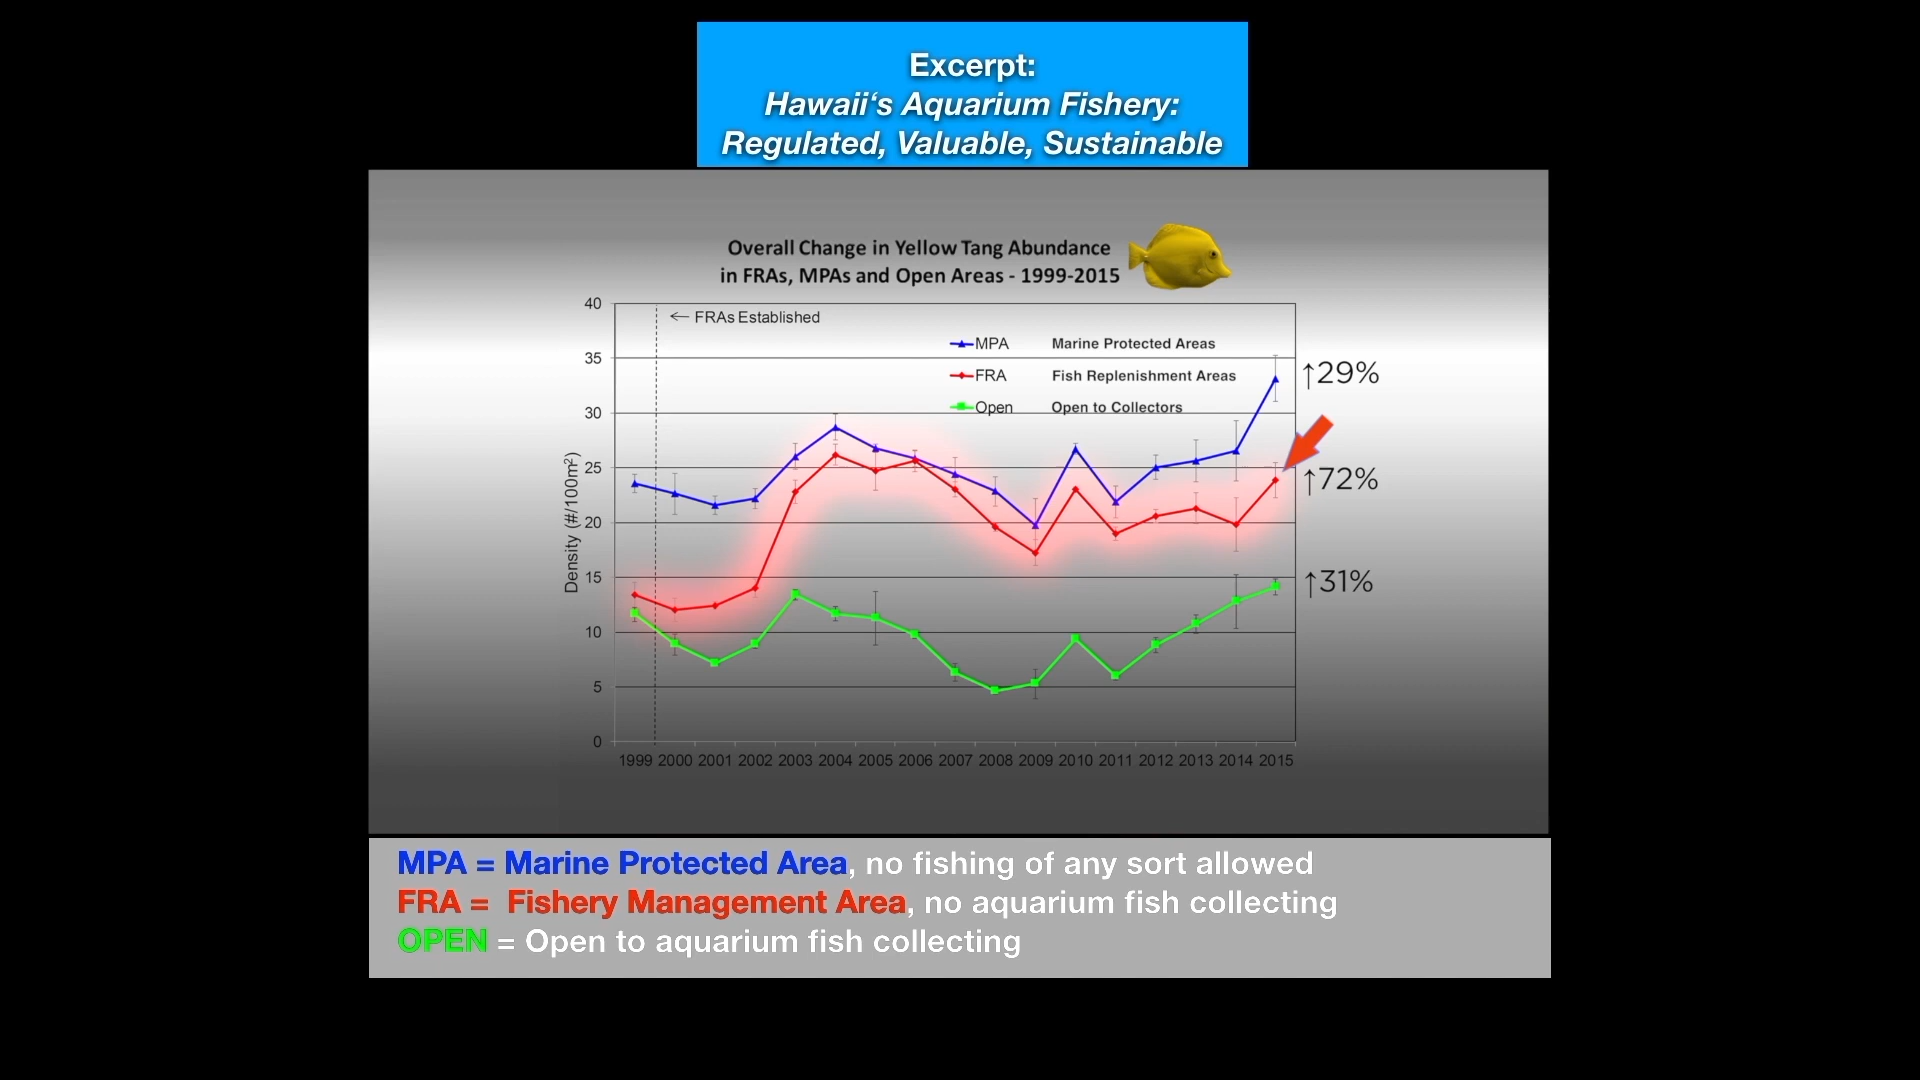 Excerpt:
Hawaii‘s Aquarium Fishery:
Regulated, Valuable, Sustainable
Overall Change in Yellow Tang Abundance
in FRAs, MPAs and Open Areas - 1999-2015
40
← FRAs Established
MPA Marine Protected Areas
35
↑29%
FRA Fish Replenishment Areas
Open Open to Collectors
30
25
↑72%
Density (#/100m²)
20
15
↑31%
10
5
0
1999 2000 2001 2002 2003 2004 2005 2006 2007 2008 2009 2010 2011 2012 2013 2014 2015
MPA = Marine Protected Area, no fishing of any sort allowed
FRA = Fishery Management Area, no aquarium fish collecting
OPEN = Open to aquarium fish collecting